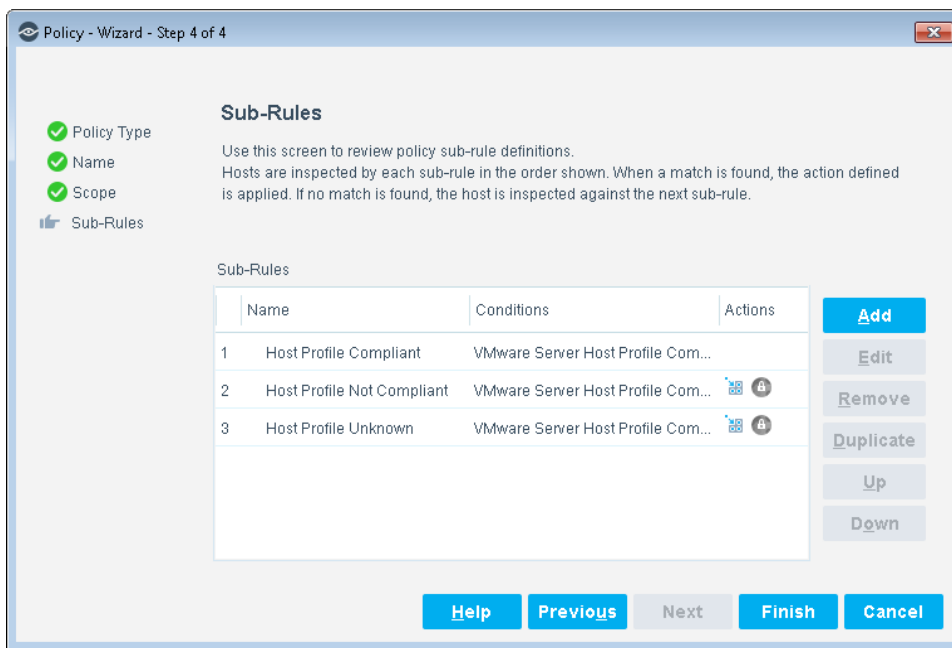 Policy - Wizard - Step 4 of 4
Policy Type
Name
Scope
Sub-Rules
Sub-Rules
Use this screen to review policy sub-rule definitions.
Hosts are inspected by each sub-rule in the order shown. When a match is found, the action defined
is applied. If no match is found, the host is inspected against the next sub-rule.
Sub-Rules
Name Conditions Actions
1 Host Profile Compliant VMware Server Host Profile Com...
2 Host Profile Not Compliant VMware Server Host Profile Com...
3 Host Profile Unknown VMware Server Host Profile Com...
Add
Edit
Remove
Duplicate
Up
Down
Help Previous Next Finish Cancel